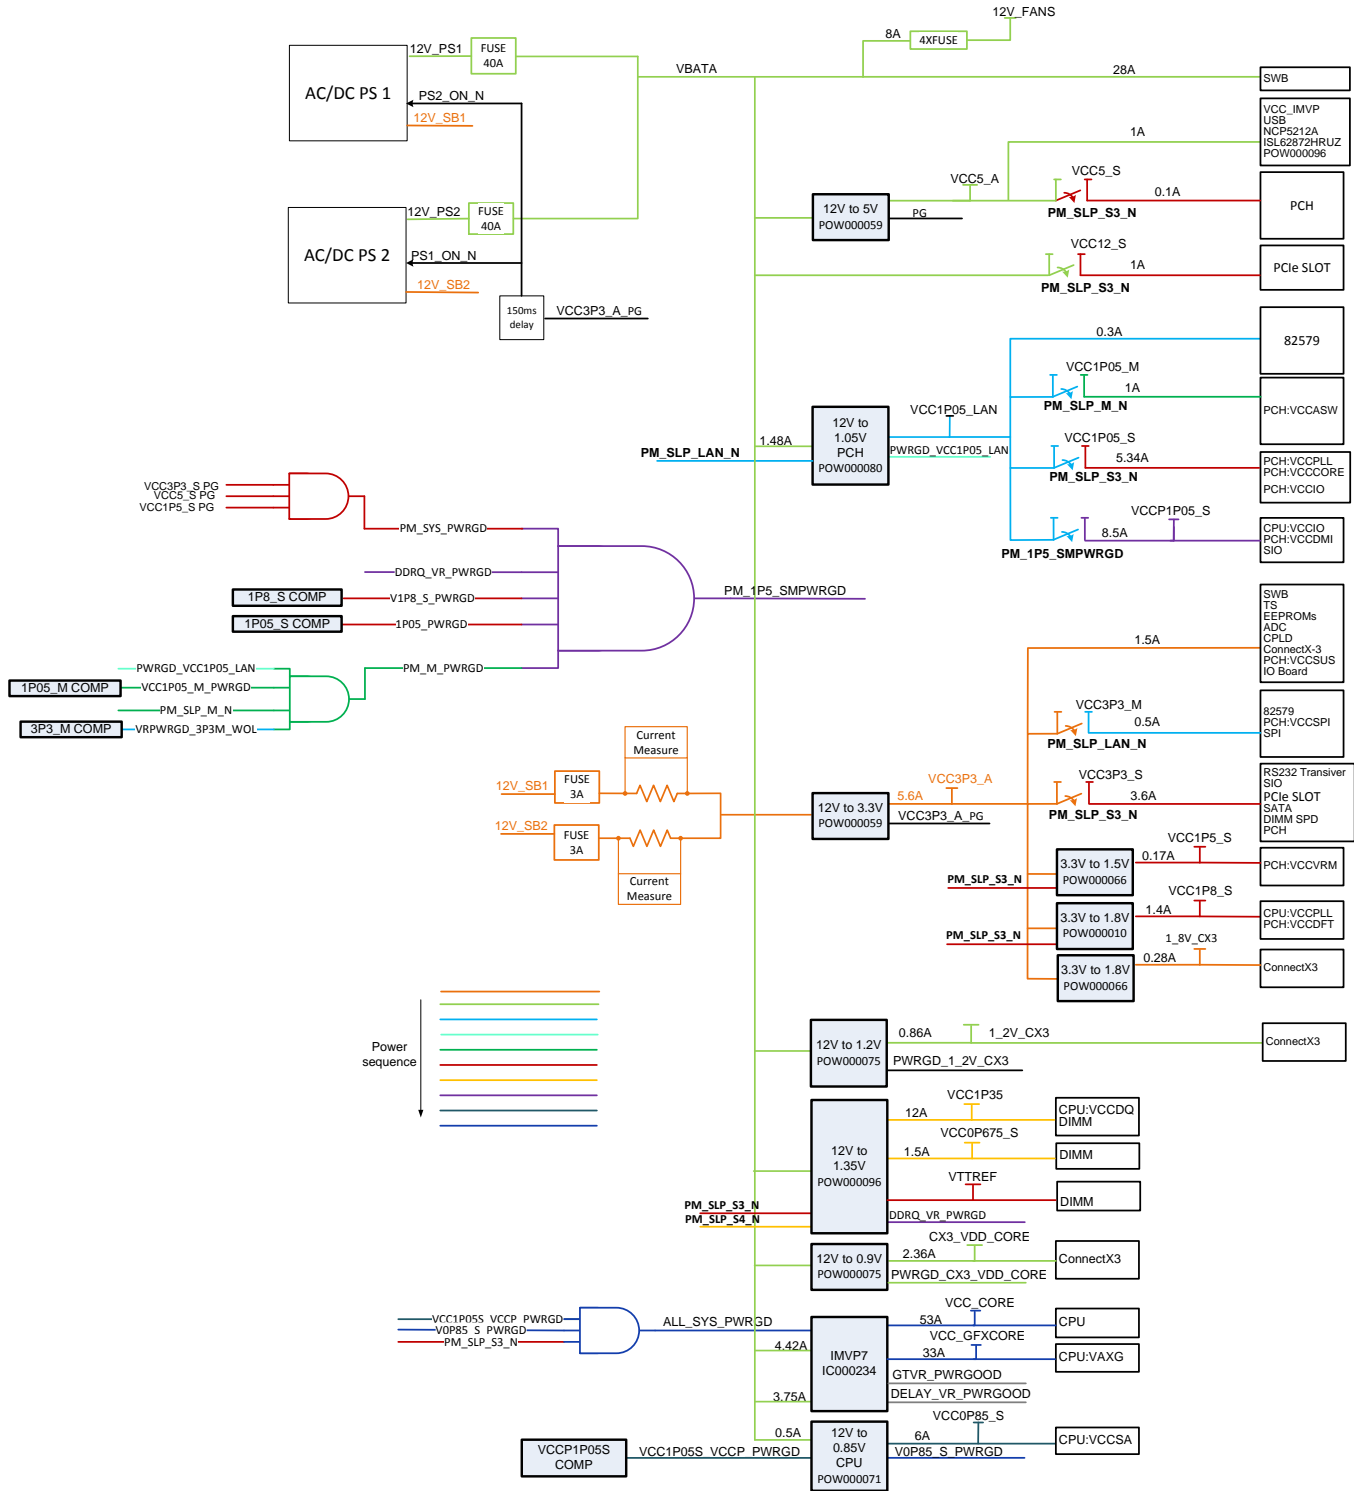 12V_FANS
8A
4XFUSE
12V_PS1
FUSE
40A
VBATA
28A
SWB
AC/DC PS 1
PS2_ON_N
12V_SB1
VCC_IMVP
USB
NCP5212A
ISL62872HRUZ
POW000096
1A
VCC5_A
VCC5_S
0.1A
PCH
12V to 5V
POW000059
PG
PM_SLP_S3_N
12V_PS2
FUSE
40A
AC/DC PS 2
PS1_ON_N
12V_SB2
VCC12_S
1A
PCIe SLOT
PM_SLP_S3_N
150ms
delay
VCC3P3_A_PG
0.3A
82579
VCC1P05_M
1A
PM_SLP_M_N
PCH:VCCASW
VCC1P05_LAN
12V to
1.05V
PCH
POW000080
1.48A
PM_SLP_LAN_N
PWRGD_VCC1P05_LAN
VCC1P05_S
5.34A
PM_SLP_S3_N
PCH:VCCPLL
PCH:VCCCORE
PCH:VCCIO
VCCP1P05_S
8.5A
PM_1P5_SMPWRGD
CPU:VCCIO
PCH:VCCDMI
SIO
VCC3P3_S PG
VCC5_S PG
VCC1P5_S PG
PM_SYS_PWRGD
DDRQ_VR_PWRGD
1P8_S COMP
V1P8_S_PWRGD
PM_1P5_SMPWRGD
1P05_S COMP
1P05_PWRGD
PWRGD_VCC1P05_LAN
PM_M_PWRGD
1P05_M COMP
VCC1P05_M_PWRGD
PM_SLP_M_N
3P3_M COMP
VRPWRGD_3P3M_WOL
SWB
TS
EEPROMs
ADC
CPLD
ConnectX-3
PCH:VCCSUS
IO Board
1.5A
VCC3P3_M
0.5A
PM_SLP_LAN_N
82579
PCH:VCCSPI
SPI
Current
Measure
12V_SB1
FUSE
3A
12V_SB2
FUSE
3A
Current
Measure
12V to 3.3V
POW000059
5.6A
VCC3P3_A
VCC3P3_A_PG
VCC3P3_S
3.6A
PM_SLP_S3_N
RS232 Transiver
SIO
PCIe SLOT
SATA
DIMM SPD
PCH
VCC1P5_S
0.17A
3.3V to 1.5V
POW000066
PM_SLP_S3_N
PCH:VCCVRM
VCC1P8_S
1.4A
3.3V to 1.8V
POW000010
PM_SLP_S3_N
CPU:VCCPLL
PCH:VCCDFT
1_8V_CX3
0.28A
3.3V to 1.8V
POW000066
ConnectX3
Power
sequence
12V to 1.2V
POW000075
0.86A
1_2V_CX3
PWRGD_1_2V_CX3
ConnectX3
VCC1P35
12A
CPU:VCCDQ
DIMM
VCC0P675_S
1.5A
DIMM
12V to
1.35V
POW000096
VTTREF
DIMM
PM_SLP_S3_N
PM_SLP_S4_N
DDRQ_VR_PWRGD
CX3_VDD_CORE
12V to 0.9V
POW000075
2.36A
ConnectX3
PWRGD_CX3_VDD_CORE
VCC1P05S_VCCP_PWRGD
V0P85_S_PWRGD
PM_SLP_S3_N
ALL_SYS_PWRGD
VCC_CORE
53A
CPU
VCC_GFXCORE
33A
CPU:VAXG
4.42A
IMVP7
IC000234
GTVR_PWRGOOD
DELAY_VR_PWRGOOD
3.75A
VCC0P85_S
0.5A
12V to
0.85V
CPU
POW000071
6A
CPU:VCCSA
VCCP1P05S
COMP
VCC1P05S_VCCP_PWRGD
V0P85_S_PWRGD